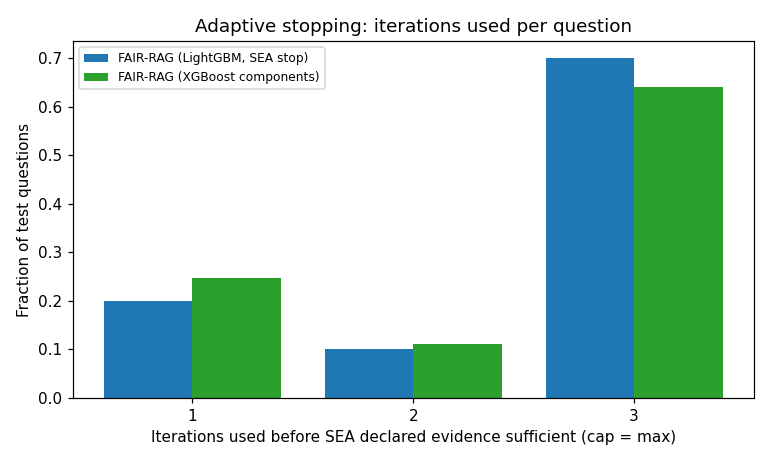 Adaptive stopping: iterations used per question
FAIR-RAG (LightGBM, SEA stop)
FAIR-RAG (XGBoost components)
Fraction of test questions
0.7
0.6
0.5
0.4
0.3
0.2
0.1
0.0
1 2 3
Iterations used before SEA declared evidence sufficient (cap = max)